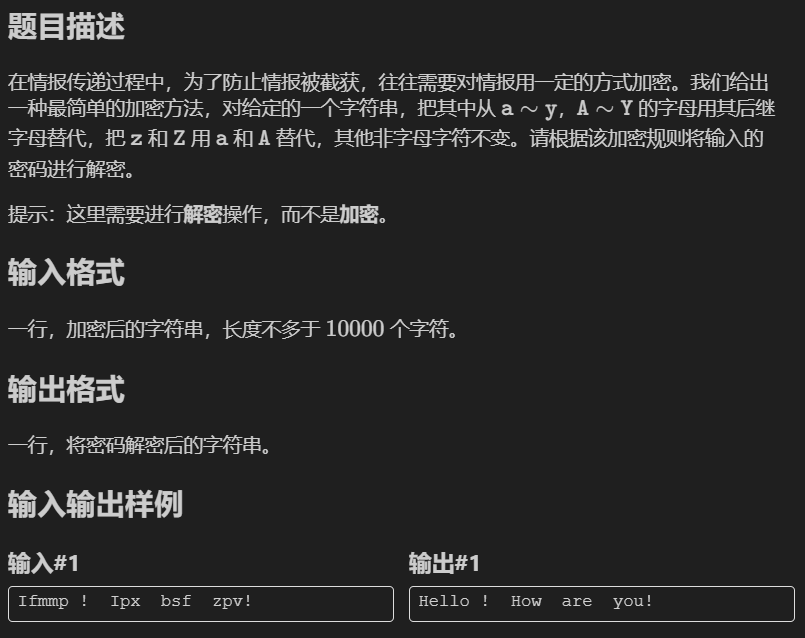 题目描述
在情报传递过程中，为了防止情报被截获，往往需要对情报用一定的方式加密。我们给出
一种最简单的加密方法，对给定的一个字符串，把其中从 a ~ y，A ~ Y 的字母用其后继
字母替代，把 z 和 Z 用 a 和 A 替代，其他非字母字符不变。请根据该加密规则将输入的
密码进行解密。
提示：这里需要进行解密操作，而不是加密。
输入格式
一行，加密后的字符串，长度不多于 10000 个字符。
输出格式
一行，将密码解密后的字符串。
输入输出样例
输入#1 输出#1
Ifmmp !  Ipx  bsf  zpv! Hello !  How  are  you!